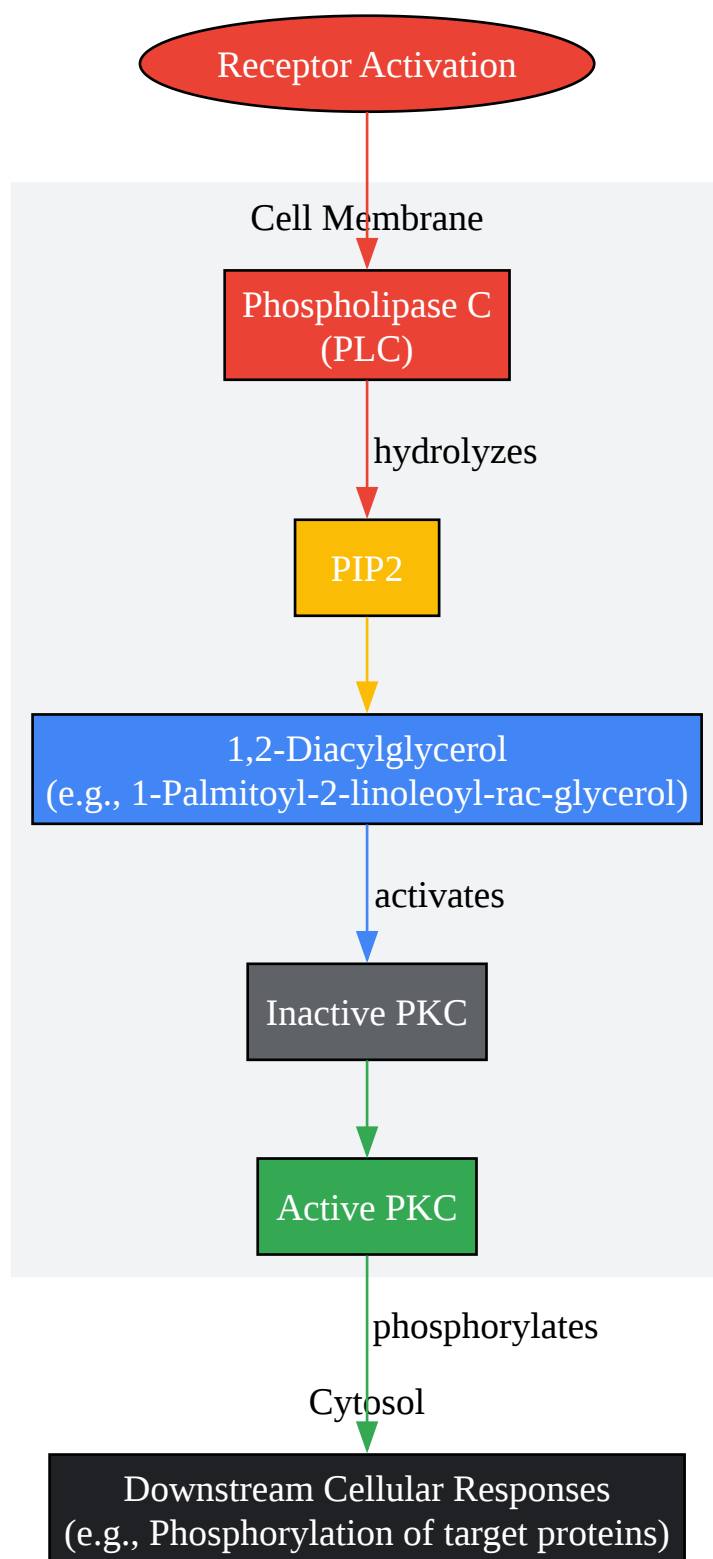 Receptor Activation
Cell Membrane
Phospholipase C
(PLC)
hydrolyzes
PIP2
1,2-Diacylglycerol
(e.g., 1-Palmitoyl-2-linoleoyl-rac-glycerol)
activates
Inactive PKC
Active PKC
phosphorylates
Cytosol
Downstream Cellular Responses
(e.g., Phosphorylation of target proteins)